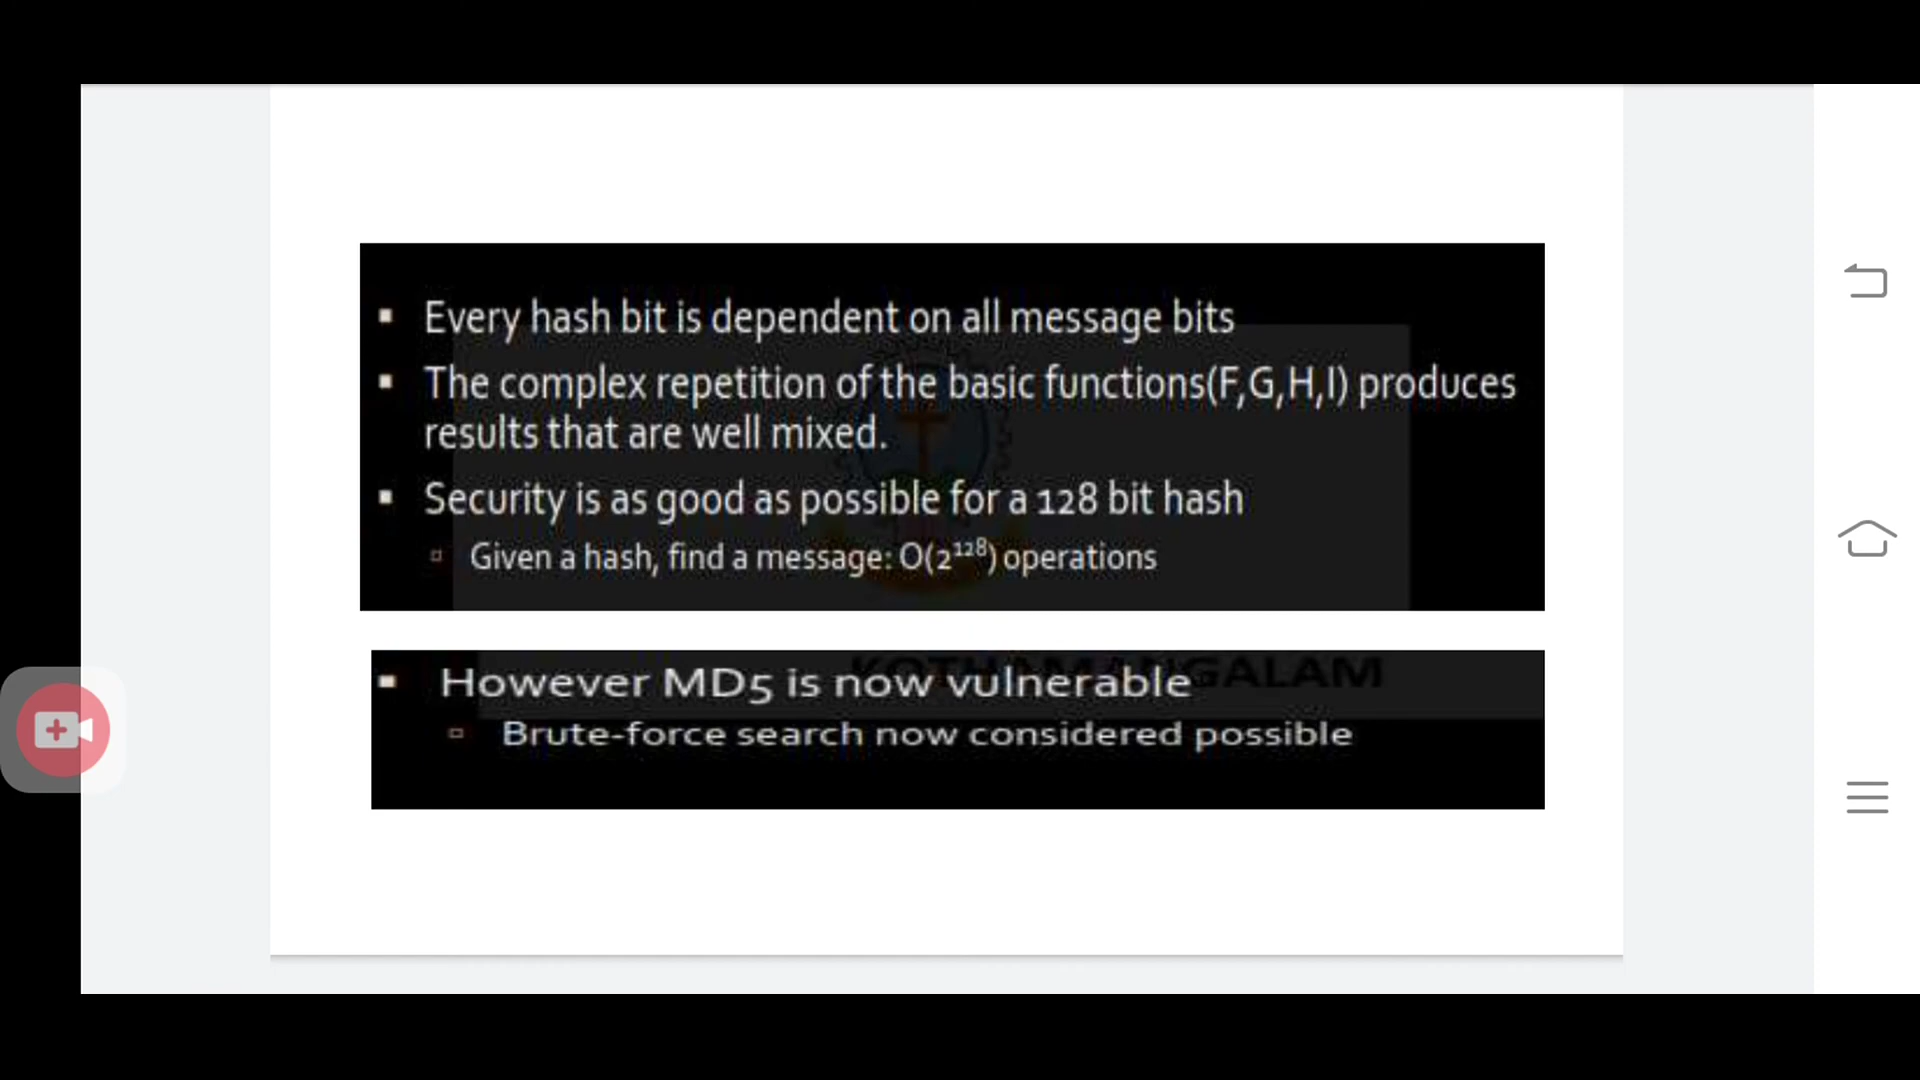 ▪ Every hash bit is dependent on all message bits
▪ The complex repetition of the basic functions(F,G,H,I) produces
results that are well mixed.
▪ Security is as good as possible for a 128 bit hash
▫ Given a hash, find a message: O(2¹²⁸) operations
KOTHAMANGALAM
▪ However MD5 is now vulnerable
▫ Brute-force search now considered possible